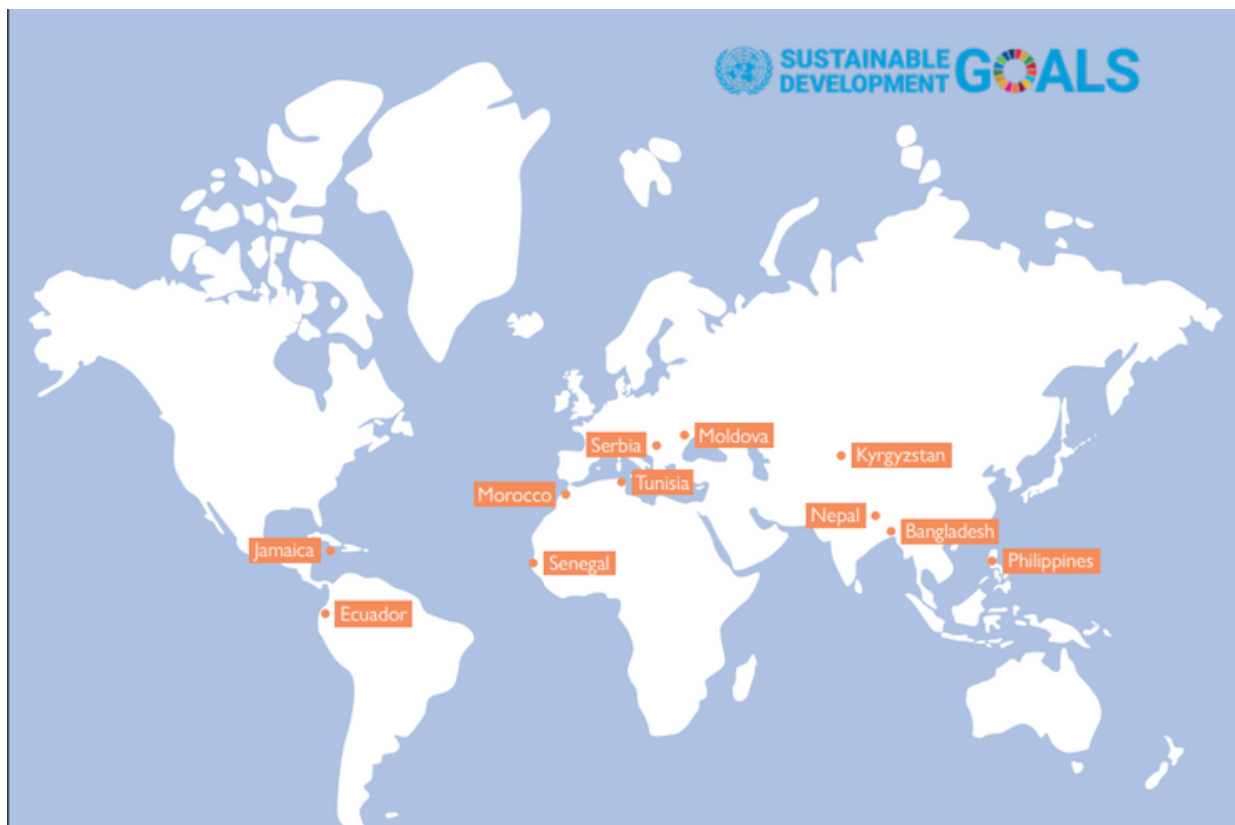 SUSTAINABLE
DEVELOPMENT
GOALS
Moldova
Serbia
Kyrgyzstan
Tunisia
Morocco
Nepal
Bangladesh
Jamaica
Senegal
Philippines
Ecuador